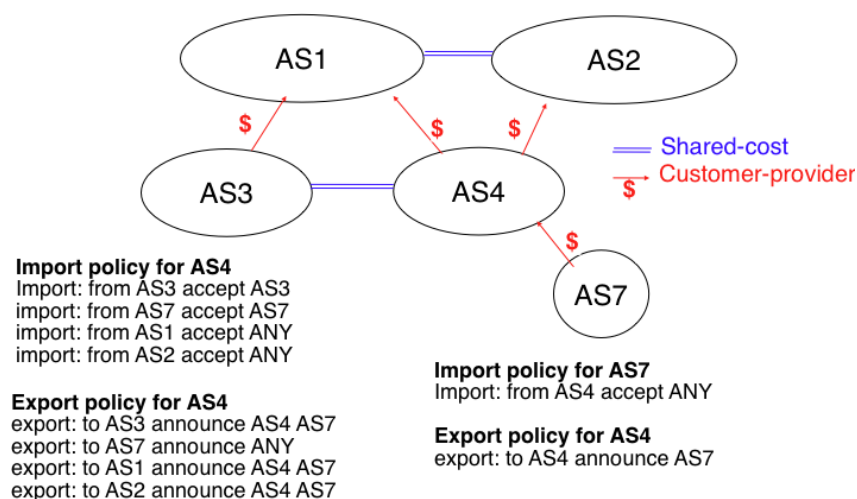 AS1
AS2
$
$
$
Shared-cost
Customer-provider
$
AS3
AS4
$
AS7
Import policy for AS4
Import: from AS3 accept AS3
import: from AS7 accept AS7
import: from AS1 accept ANY
import: from AS2 accept ANY
Export policy for AS4
export: to AS3 announce AS4 AS7
export: to AS7 announce ANY
export: to AS1 announce AS4 AS7
export: to AS2 announce AS4 AS7
Import policy for AS7
Import: from AS4 accept ANY
Export policy for AS4
export: to AS4 announce AS7